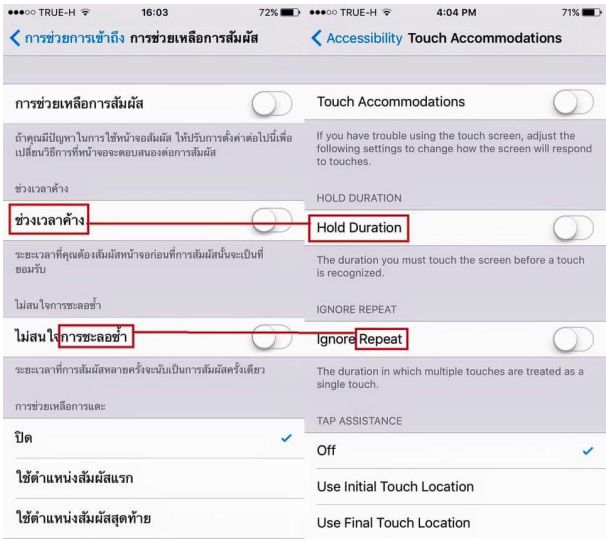 TRUE-H 16:03 72%
การช่วยการเข้าถึง การช่วยเหลือการสัมผัส
การช่วยเหลือการสัมผัส
ถ้าคุณมีปัญหาในการใช้หน้าจอสัมผัส ให้ปรับการตั้งค่าต่อไปนี้เพื่อ
เปลี่ยนวิธีการที่หน้าจอจะตอบสนองต่อการสัมผัส
ช่วงเวลาค้าง
ช่วงเวลาค้าง
ระยะเวลาที่คุณต้องสัมผัสหน้าจอก่อนที่การสัมผัสนั้นจะเป็นที่
ยอมรับ
ไม่สนใจการชะลอซ้ำ
ไม่สนใจการชะลอซ้ำ
ระยะเวลาที่การสัมผัสหลายครั้งจะนับเป็นการสัมผัสครั้งเดียว
การช่วยเหลือการแตะ
ปิด
ใช้ตำแหน่งสัมผัสแรก
ใช้ตำแหน่งสัมผัสสุดท้าย
TRUE-H 4:04 PM 71%
Accessibility Touch Accommodations
Touch Accommodations
If you have trouble using the touch screen, adjust the
following settings to change how the screen will respond
to touches.
HOLD DURATION
Hold Duration
The duration you must touch the screen before a touch
is recognized.
IGNORE REPEAT
Ignore Repeat
The duration in which multiple touches are treated as a
single touch.
TAP ASSISTANCE
Off
Use Initial Touch Location
Use Final Touch Location